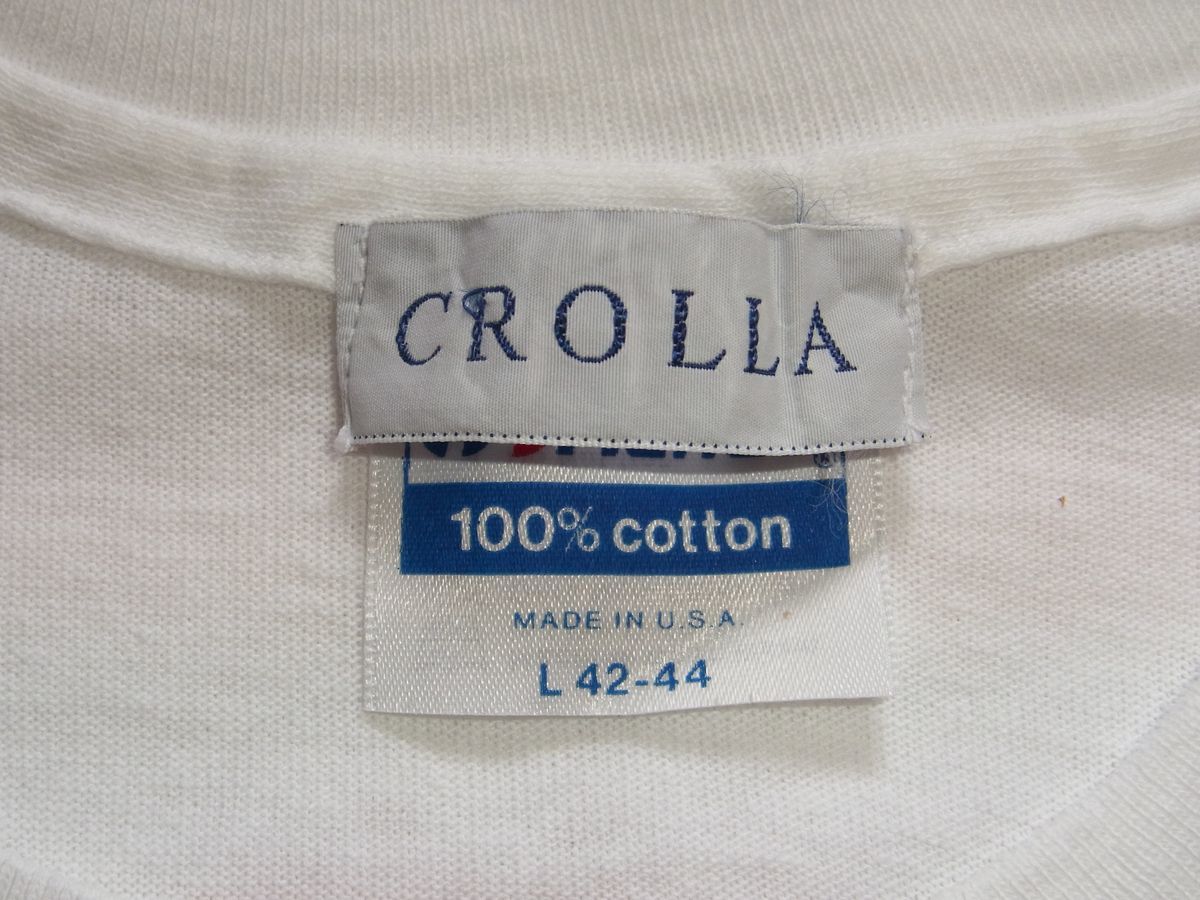 CROLLA
100% cotton
MADE IN U.S.A.
L 42-44